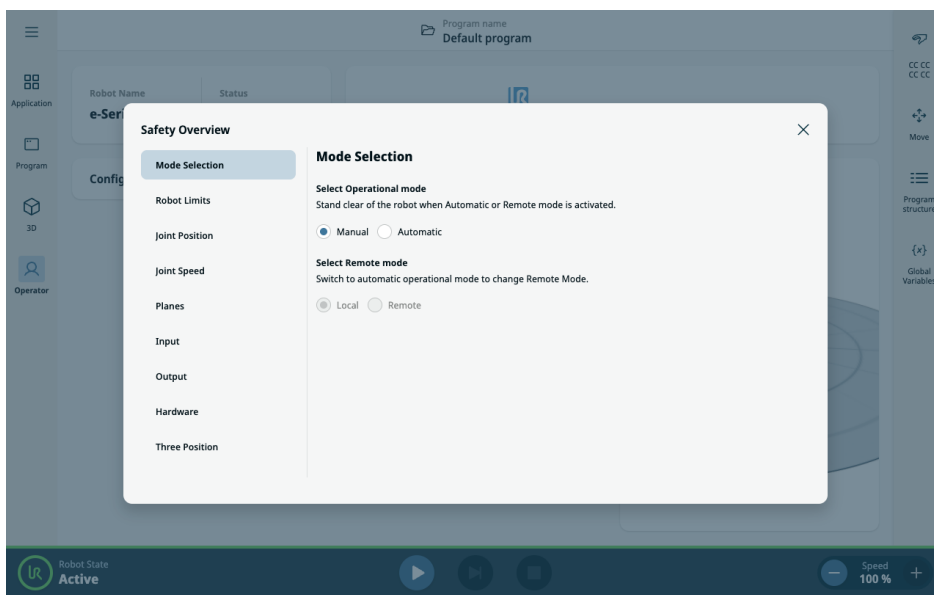 Program name
Default program
Application
Program
3D
Operator
Robot Name
Status
e-Seri
Config
UR
Safety Overview
Mode Selection
Robot Limits
Joint Position
Joint Speed
Planes
Input
Output
Hardware
Three Position
Mode Selection
Select Operational mode
Stand clear of the robot when Automatic or Remote mode is activated.
Manual Automatic
Select Remote mode
Switch to automatic operational mode to change Remote Mode.
Local Remote
CC CC
CC CC
Move
Program
structure
{x}
Global
Variables
UR
Robot State
Active
Speed
100 %